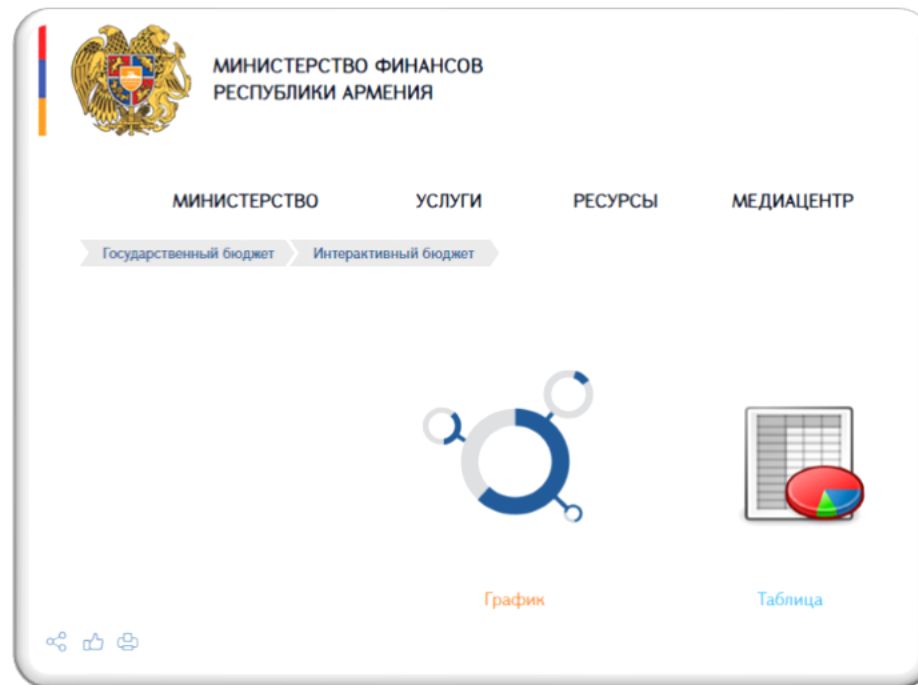 МИНИСТЕРСТВО ФИНАНСОВ
РЕСПУБЛИКИ АРМЕНИЯ
МИНИСТЕРСТВО УСЛУГИ РЕСУРСЫ МЕДИАЦЕНТР
Государственный бюджет Интерактивный бюджет
График Таблица